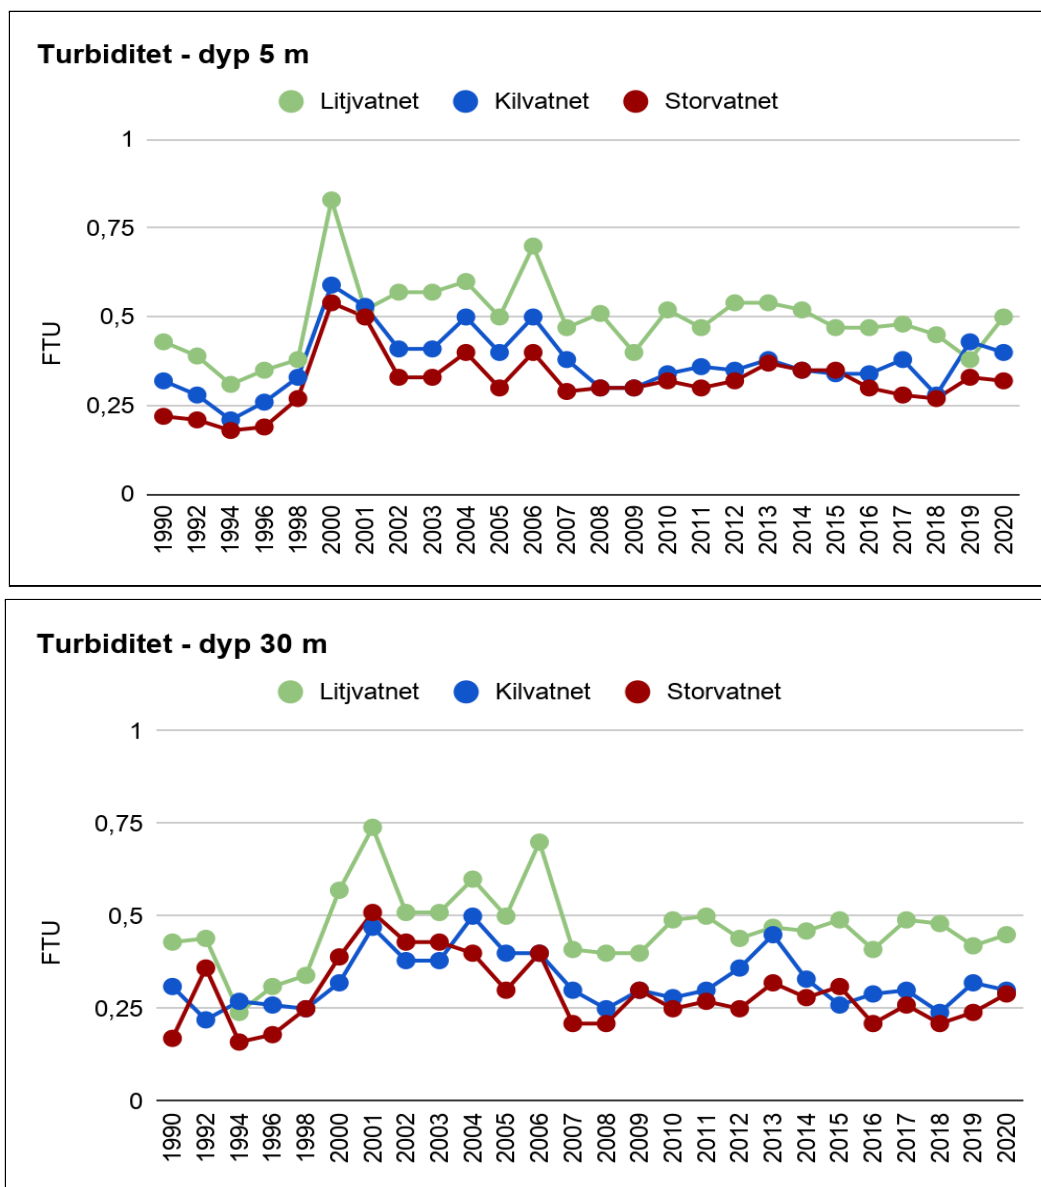 Turbiditet - dyp 5 m
Litjvatnet Kilvatnet Storvatnet
1
0,75
0,5
0,25
0
FTU
1990 1992 1994 1996 1998 2000 2001 2002 2003 2004 2005 2006 2007 2008 2009 2010 2011 2012 2013 2014 2015 2016 2017 2018 2019 2020
Turbiditet - dyp 30 m
Litjvatnet Kilvatnet Storvatnet
1
0,75
0,5
0,25
0
FTU
1990 1992 1994 1996 1998 2000 2001 2002 2003 2004 2005 2006 2007 2008 2009 2010 2011 2012 2013 2014 2015 2016 2017 2018 2019 2020